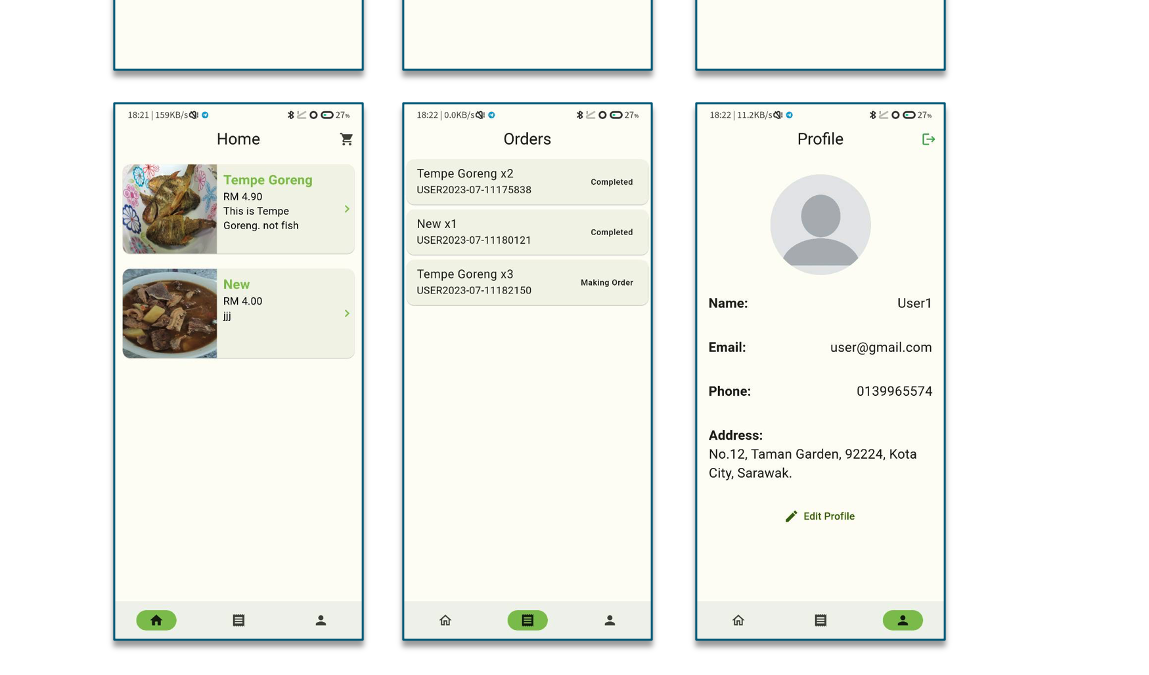 18:21 | 159KB/s
27%
Home
Tempe Goreng
RM 4.90
This is Tempe
Goreng. not fish
New
RM 4.00
jjj
18:22 | 0.0KB/s
27%
Orders
Tempe Goreng x2
USER2023-07-11175838
Completed
New x1
USER2023-07-11180121
Completed
Tempe Goreng x3
USER2023-07-11182150
Making Order
18:22 | 11.2KB/s
27%
Profile
Name: User1
Email: user@gmail.com
Phone: 0139965574
Address:
No.12, Taman Garden, 92224, Kota
City, Sarawak.
Edit Profile